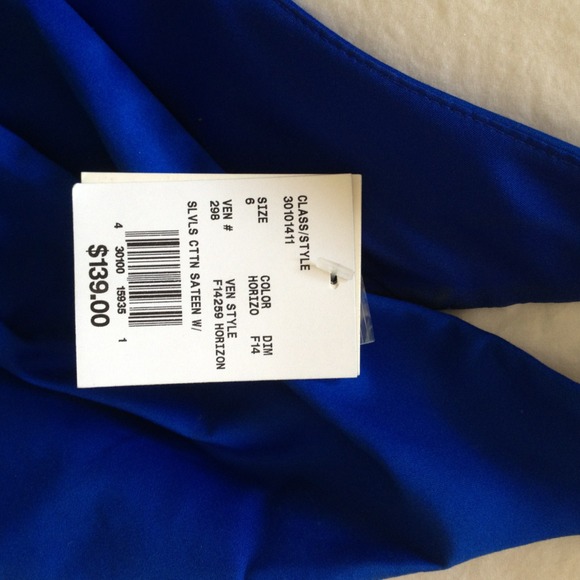 CLASS/STYLE
30101411
SIZE COLOR DIM
6 HORIZO F14
VEN # VEN STYLE
298 F14259 HORIZON
SLVLS CTTN SATEEN W/
4 30100 15935 1
$139.00